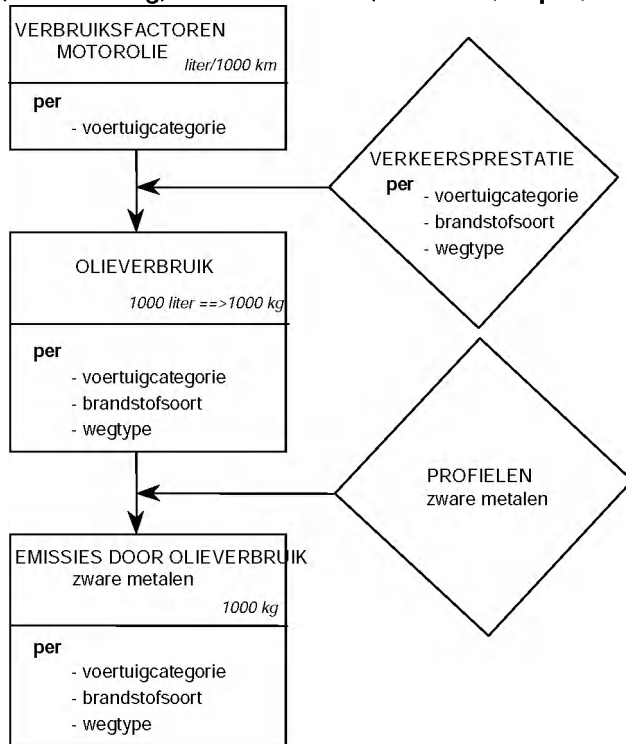 VERBRUIKSFACTOREN
MOTOROLIE
liter/1000 km
per
- voertuigcategorie
VERKEERSPRESTATIE
per
- voertuigcategorie
- brandstofsoort
- wegtype
OLIEVERBRUIK
1000 liter ==>1000 kg
per
- voertuigcategorie
- brandstofsoort
- wegtype
PROFIELEN
zware metalen
EMISSIES DOOR OLIEVERBRUIK
zware metalen
1000 kg
per
- voertuigcategorie
- brandstofsoort
- wegtype